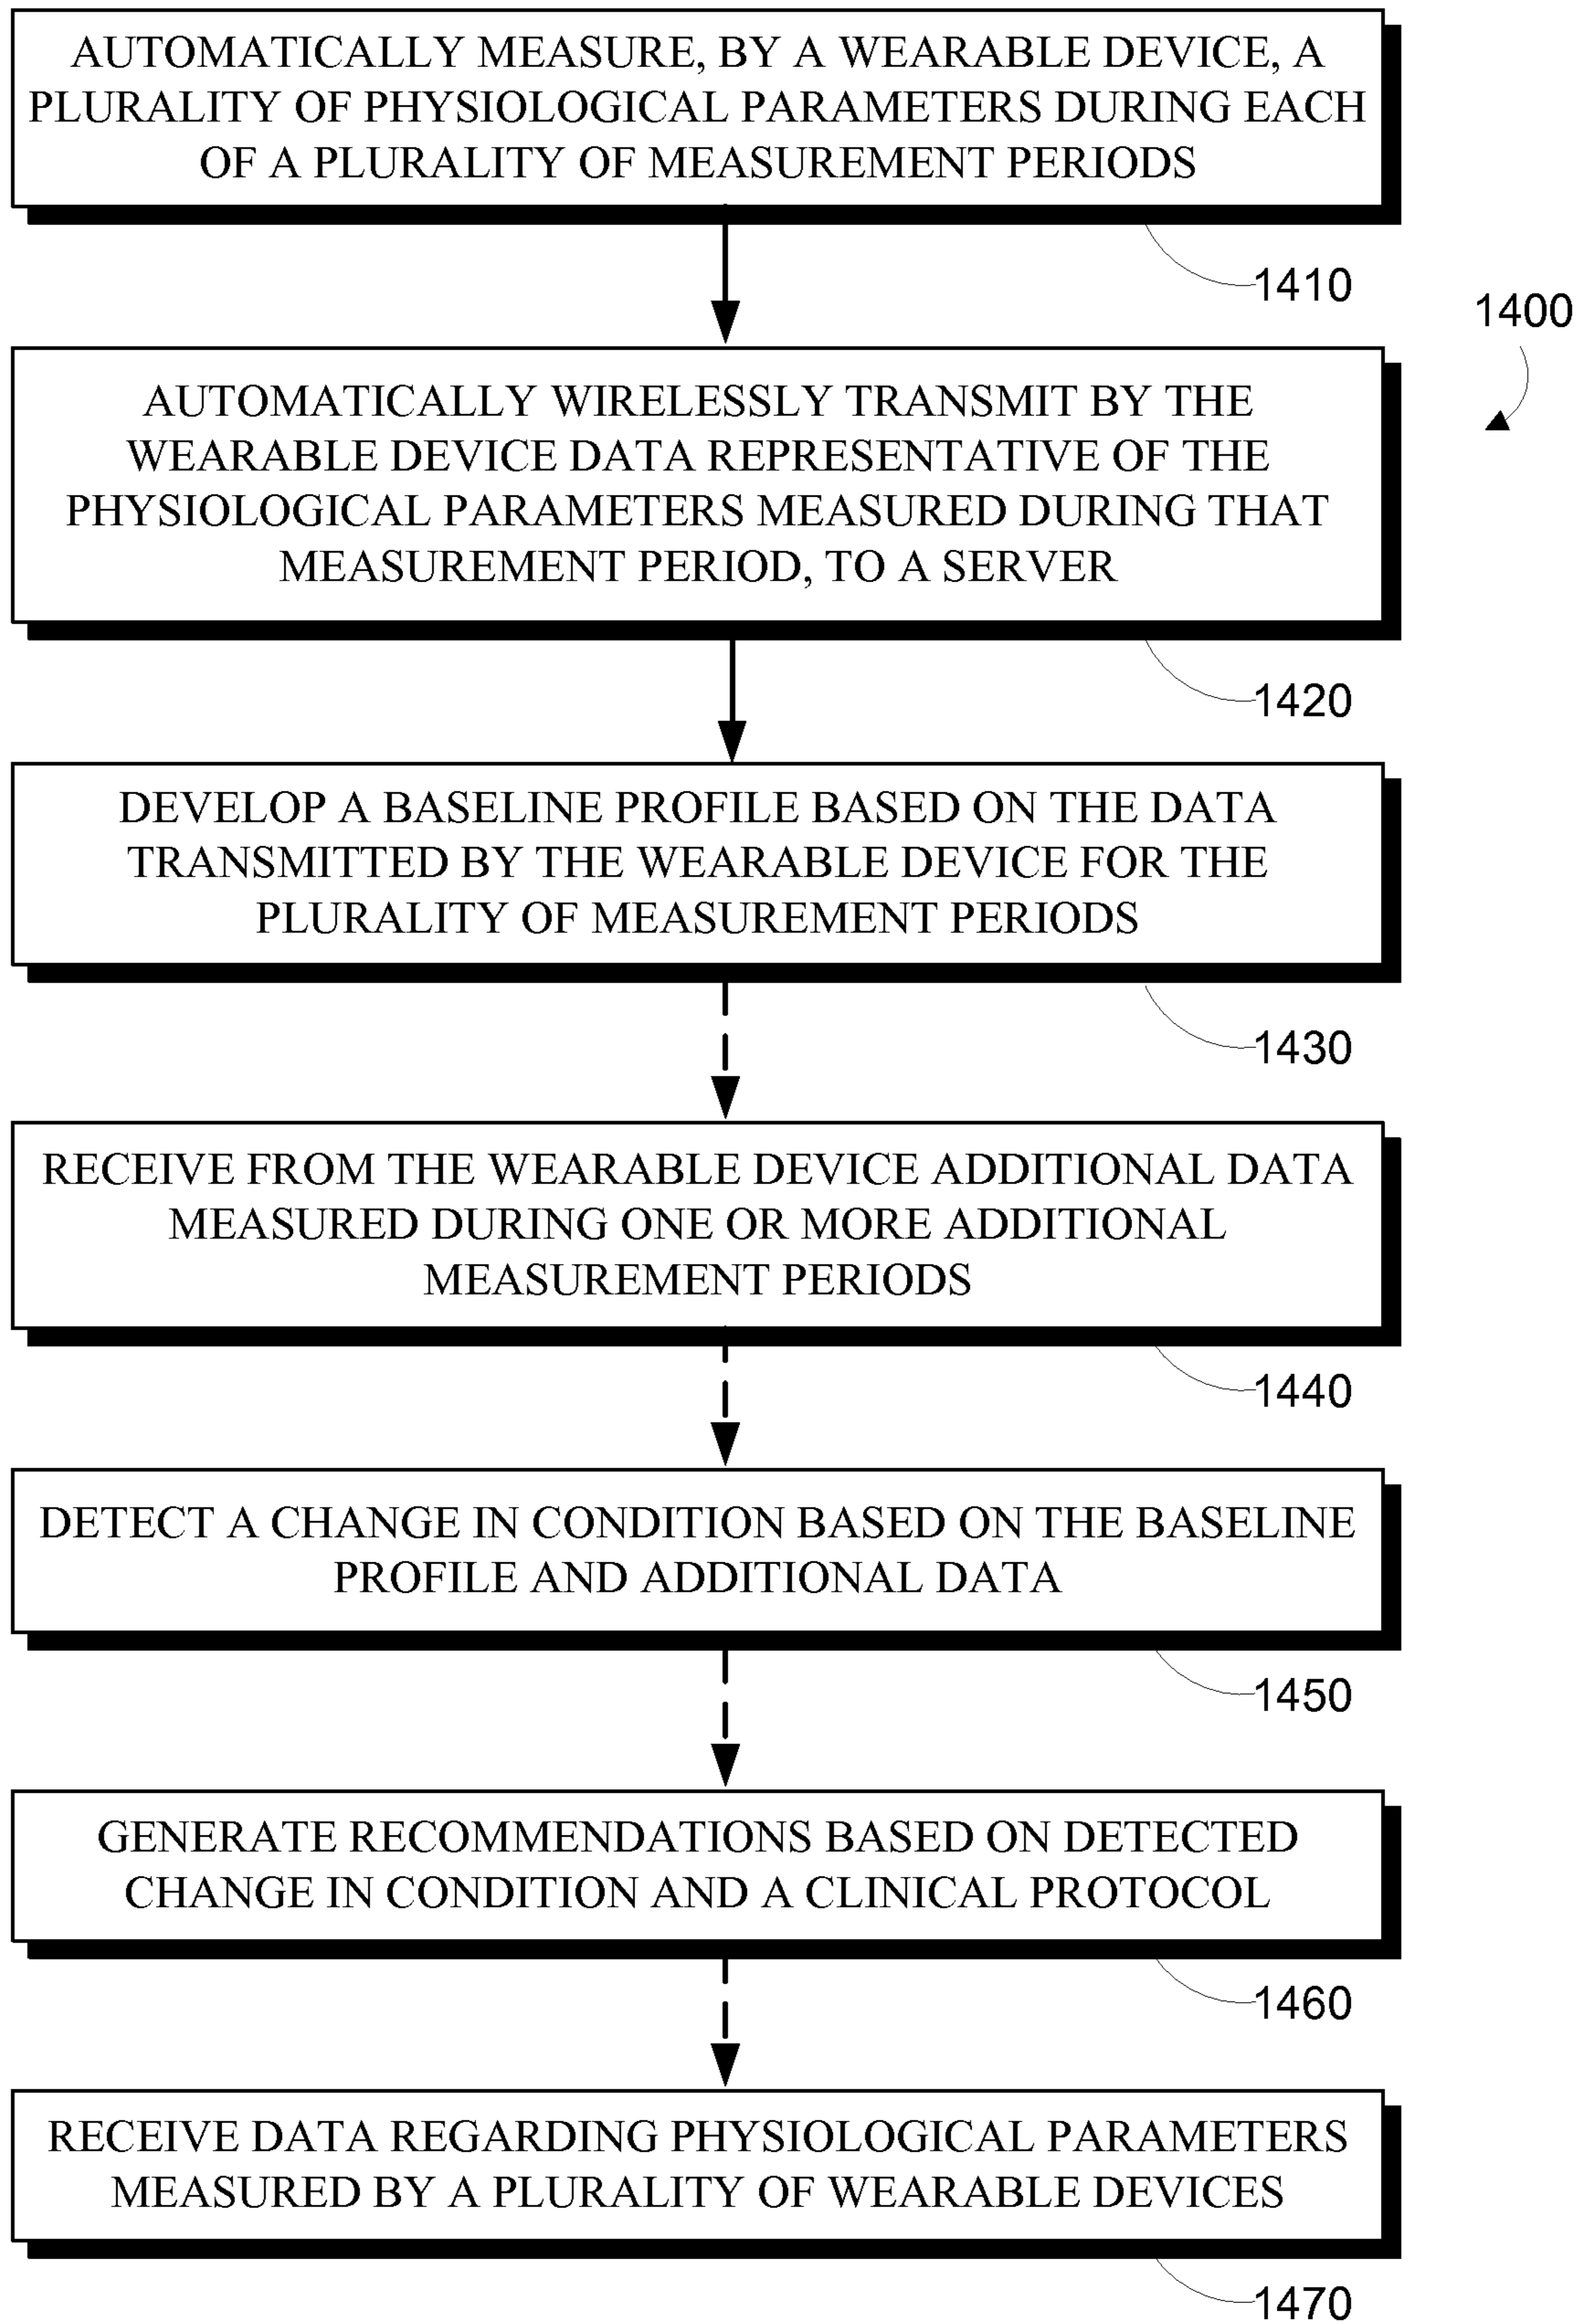 AUTOMATICALLY MEASURE, BY A WEARABLE DEVICE, A
PLURALITY OF PHYSIOLOGICAL PARAMETERS DURING EACH
OF A PLURALITY OF MEASUREMENT PERIODS
1410
1400
AUTOMATICALLY WIRELESSLY TRANSMIT BY THE
WEARABLE DEVICE DATA REPRESENTATIVE OF THE
PHYSIOLOGICAL PARAMETERS MEASURED DURING THAT
MEASUREMENT PERIOD, TO A SERVER
1420
DEVELOP A BASELINE PROFILE BASED ON THE DATA
TRANSMITTED BY THE WEARABLE DEVICE FOR THE
PLURALITY OF MEASUREMENT PERIODS
1430
RECEIVE FROM THE WEARABLE DEVICE ADDITIONAL DATA
MEASURED DURING ONE OR MORE ADDITIONAL
MEASUREMENT PERIODS
1440
DETECT A CHANGE IN CONDITION BASED ON THE BASELINE
PROFILE AND ADDITIONAL DATA
1450
GENERATE RECOMMENDATIONS BASED ON DETECTED
CHANGE IN CONDITION AND A CLINICAL PROTOCOL
1460
RECEIVE DATA REGARDING PHYSIOLOGICAL PARAMETERS
MEASURED BY A PLURALITY OF WEARABLE DEVICES
1470